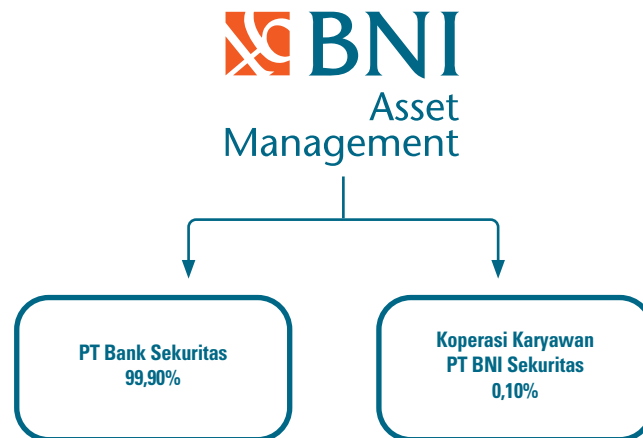 BNI
Asset
Management
PT Bank Sekuritas
99,90%
Koperasi Karyawan
PT BNI Sekuritas
0,10%